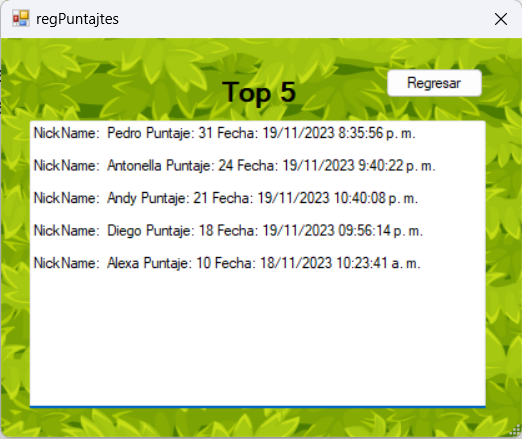 regPuntajtes
Top 5
Regresar
NickName: Pedro Puntaje: 31 Fecha: 19/11/2023 8:35:56 p. m.
NickName: Antonella Puntaje: 24 Fecha: 19/11/2023 9:40:22 p. m.
NickName: Andy Puntaje: 21 Fecha: 19/11/2023 10:40:08 p. m.
NickName: Diego Puntaje: 18 Fecha: 19/11/2023 09:56:14 p. m.
NickName: Alexa Puntaje: 10 Fecha: 18/11/2023 10:23:41 a. m.